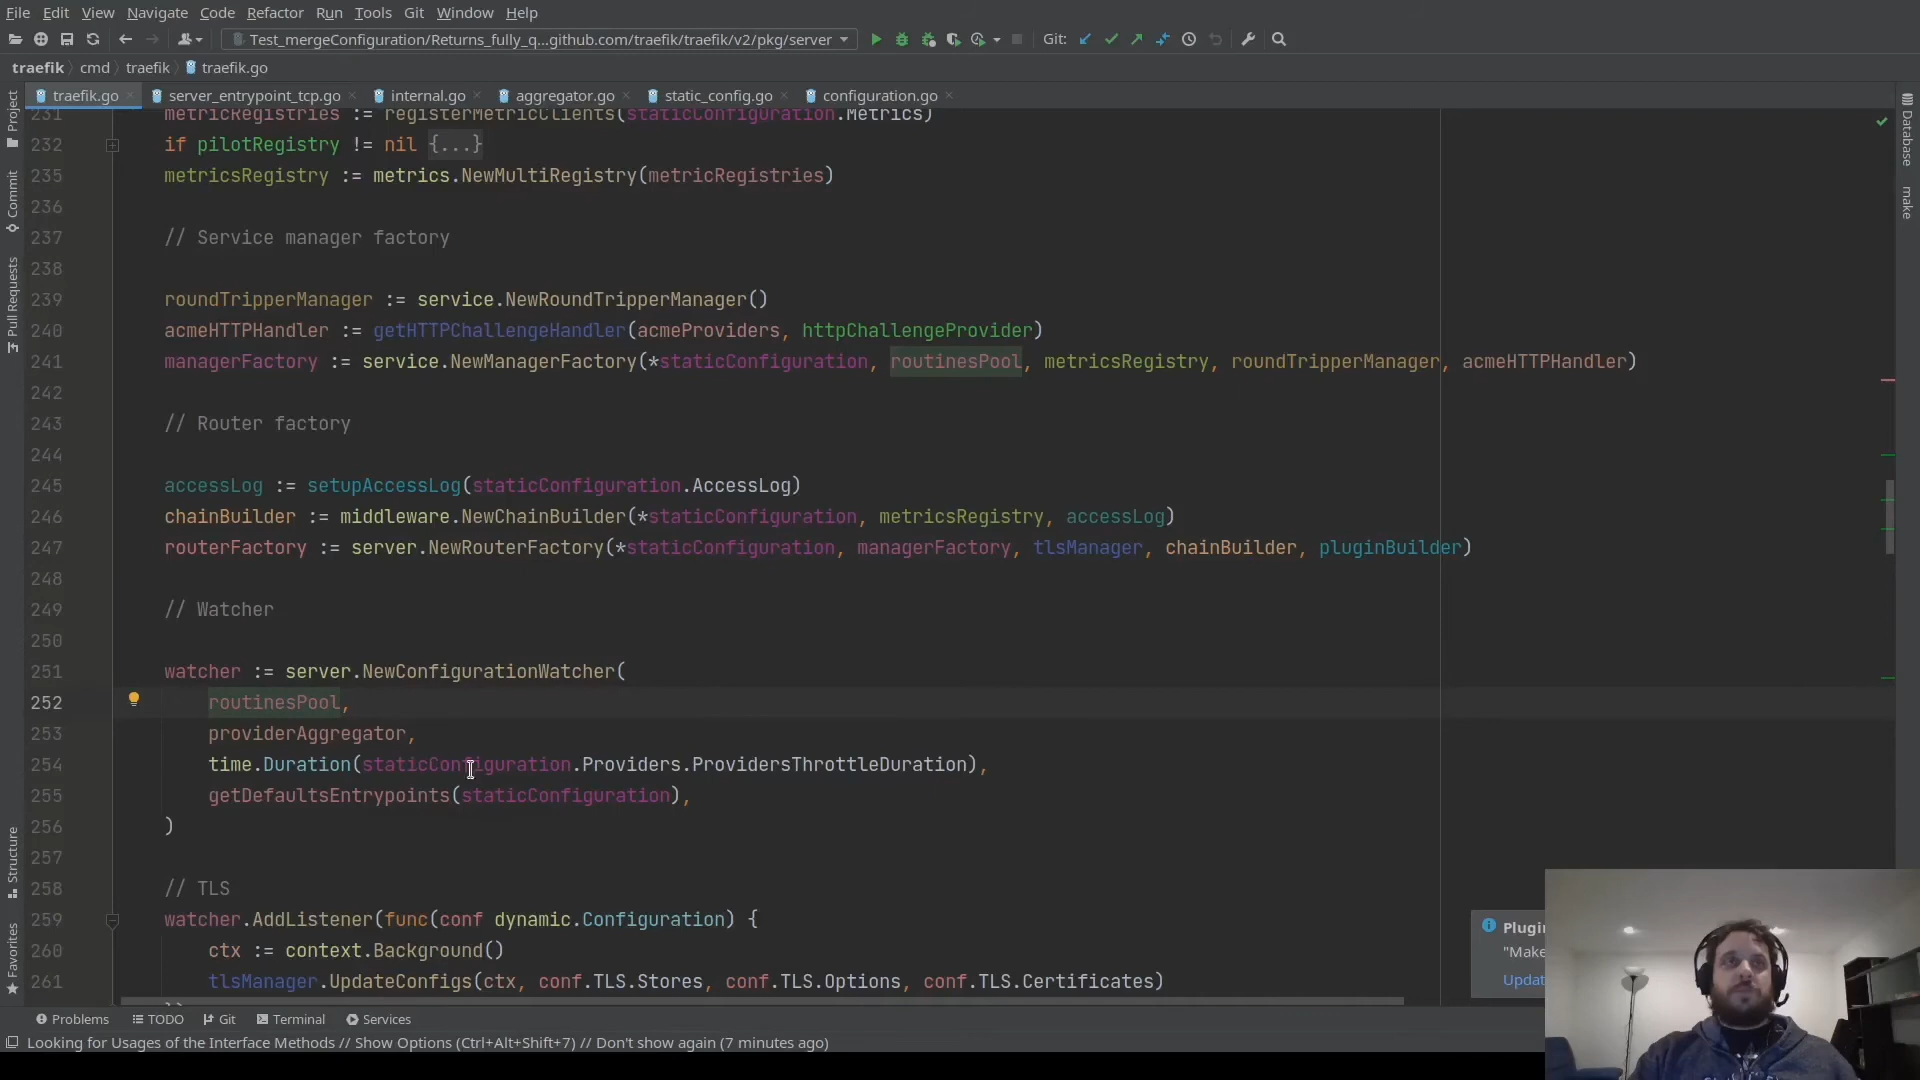 File Edit View Navigate Code Refactor Run Tools Git Window Help
Test_mergeConfiguration/Returns_fully_q...github.com/traefik/traefik/v2/pkg/server Git:
traefik cmd traefik traefik.go
traefik.go server_entrypoint_tcp.go internal.go aggregator.go static_config.go configuration.go
231 metricRegistries := registerMetricClients(staticConfiguration.Metrics)
232 if pilotRegistry != nil {...}
235 metricsRegistry := metrics.NewMultiRegistry(metricRegistries)
236
237 // Service manager factory
238
239 roundTripperManager := service.NewRoundTripperManager()
240 acmeHTTPHandler := getHTTPChallengeHandler(acmeProviders, httpChallengeProvider)
241 managerFactory := service.NewManagerFactory(*staticConfiguration, routinesPool, metricsRegistry, roundTripperManager, acmeHTTPHandler)
242
243 // Router factory
244
245 accessLog := setupAccessLog(staticConfiguration.AccessLog)
246 chainBuilder := middleware.NewChainBuilder(*staticConfiguration, metricsRegistry, accessLog)
247 routerFactory := server.NewRouterFactory(*staticConfiguration, managerFactory, tlsManager, chainBuilder, pluginBuilder)
248
249 // Watcher
250
251 watcher := server.NewConfigurationWatcher(
252 routinesPool,
253 providerAggregator,
254 time.Duration(staticConfiguration.Providers.ProvidersThrottleDuration),
255 getDefaultsEntrypoints(staticConfiguration),
256 )
257
258 // TLS
259 watcher.AddListener(func(conf dynamic.Configuration) {
260 ctx := context.Background()
261 tlsManager.UpdateConfigs(ctx, conf.TLS.Stores, conf.TLS.Options, conf.TLS.Certificates)
Project
Commit
Pull Requests
Structure
Favorites
Database
make
Plugin
"Make
Updat
Problems TODO Git Terminal Services
Looking for Usages of the Interface Methods // Show Options (Ctrl+Alt+Shift+7) // Don't show again (7 minutes ago)